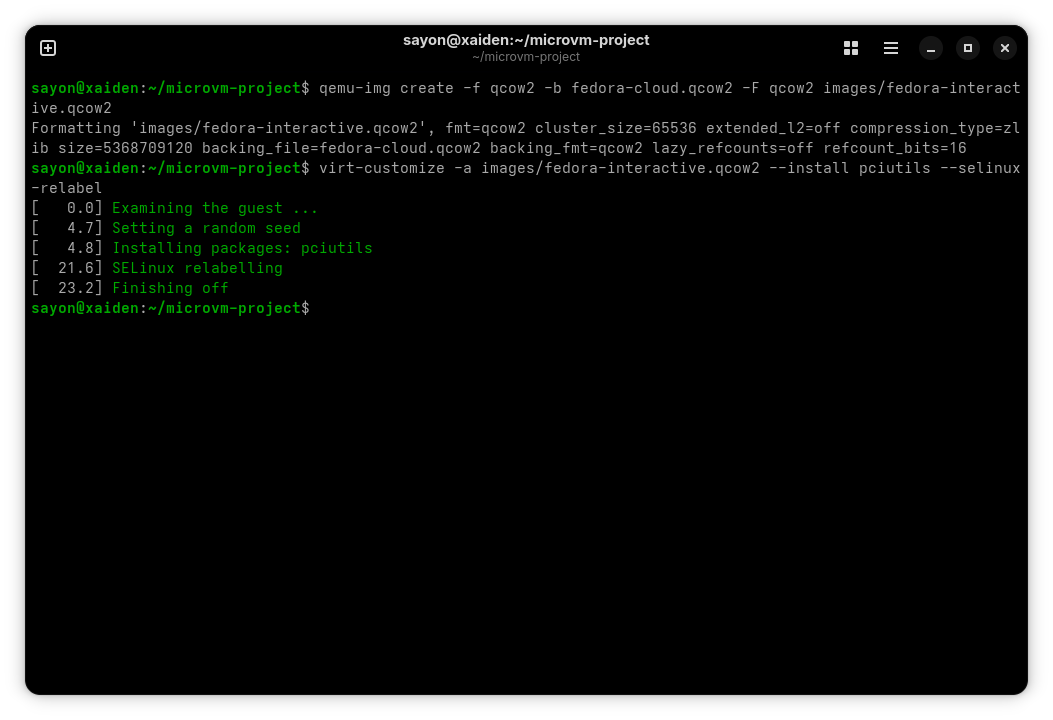 sayon@xaiden:~/microvm-project
~/microvm-project
sayon@xaiden:~/microvm-project$ qemu-img create -f qcow2 -b fedora-cloud.qcow2 -F qcow2 images/fedora-interact
ive.qcow2
Formatting 'images/fedora-interactive.qcow2', fmt=qcow2 cluster_size=65536 extended_l2=off compression_type=zl
ib size=5368709120 backing_file=fedora-cloud.qcow2 backing_fmt=qcow2 lazy_refcounts=off refcount_bits=16
sayon@xaiden:~/microvm-project$ virt-customize -a images/fedora-interactive.qcow2 --install pciutils --selinux
-relabel
[   0.0] Examining the guest ...
[   4.7] Setting a random seed
[   4.8] Installing packages: pciutils
[  21.6] SELinux relabelling
[  23.2] Finishing off
sayon@xaiden:~/microvm-project$